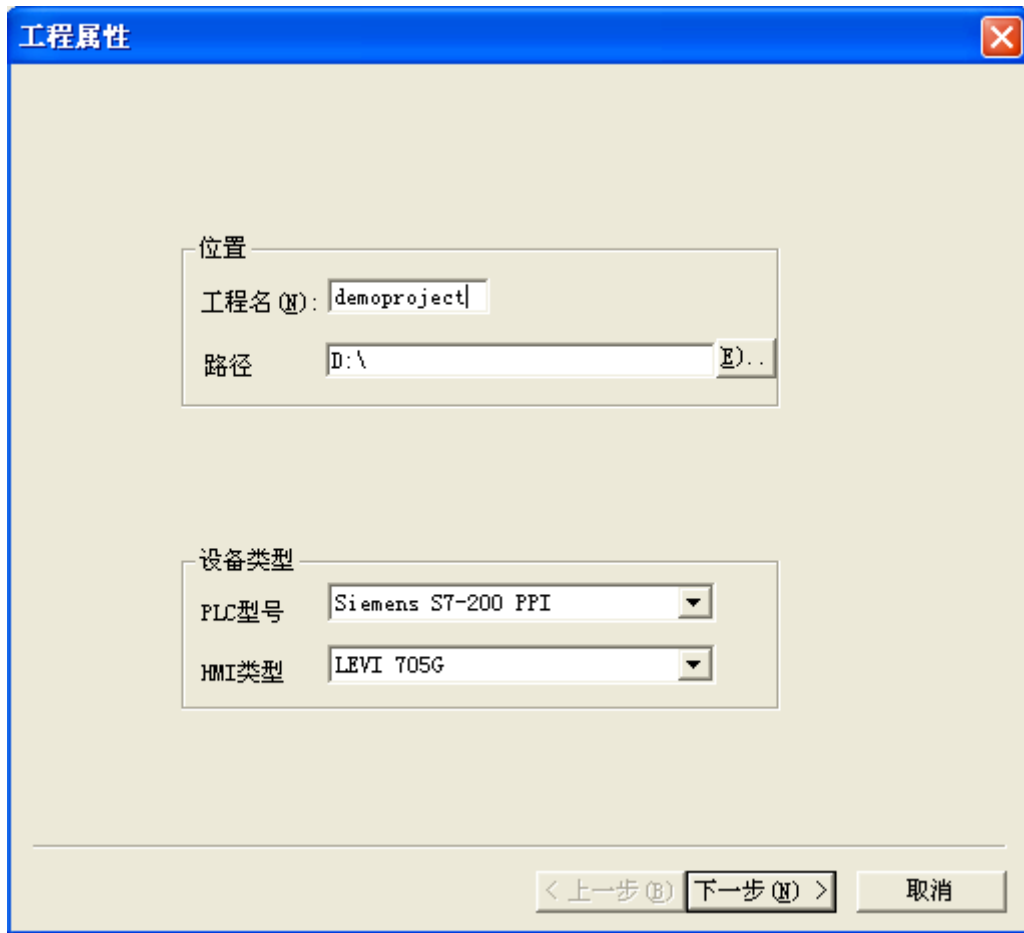 工程属性
位置
工程名(N): demoproject
路径 D:\ E)..
设备类型
PLC型号 Siemens S7-200 PPI
HMI类型 LEVI 705G
< 上一步(B) 下一步(N) > 取消